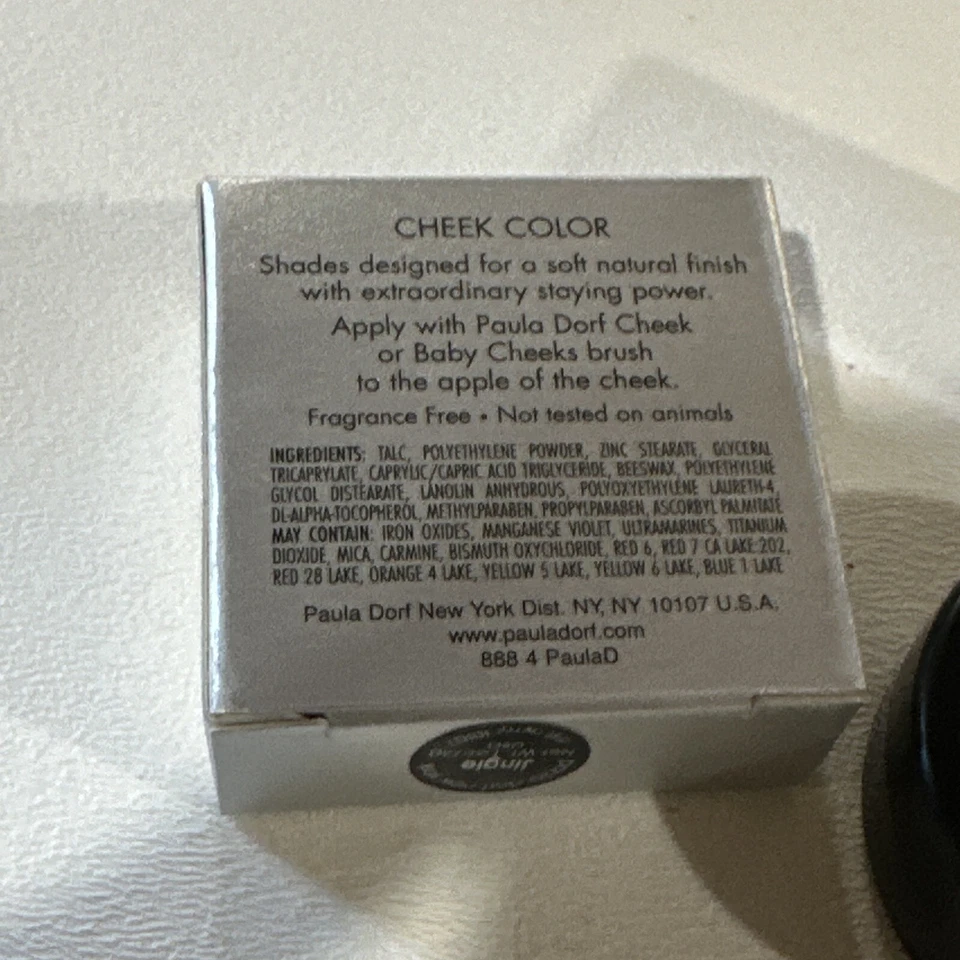 CHEEK COLOR
Shades designed for a soft natural finish
with extraordinary staying power.
Apply with Paula Dorf Cheek
or Baby Cheeks brush
to the apple of the cheek.
Fragrance Free • Not tested on animals
INGREDIENTS: TALC, POLYETHYLENE POWDER, ZINC STEARATE, GLYCERAL
TRICAPRYLATE, CAPRYLIC/CAPRIC ACID TRIGLYCERIDE, BEESWAX, POLYETHYLENE
GLYCOL DISTEARATE, LANOLIN ANHYDROUS, POLYOXYETHYLENE LAURETH-4,
DL-ALPHA-TOCOPHEROL, METHYLPARABEN, PROPYLPARABEN, ASCORBYL PALMITATE
MAY CONTAIN: IRON OXIDES, MANGANESE VIOLET, ULTRAMARINES, TITANIUM
DIOXIDE, MICA, CARMINE, BISMUTH OXYCHLORIDE, RED 6, RED 7 CA LAKE:202,
RED 28 LAKE, ORANGE 4 LAKE, YELLOW 5 LAKE, YELLOW 6 LAKE, BLUE 1 LAKE
Paula Dorf New York Dist. NY, NY 10107 U.S.A.
www.pauladorf.com
888 4 PaulaD
Jingle